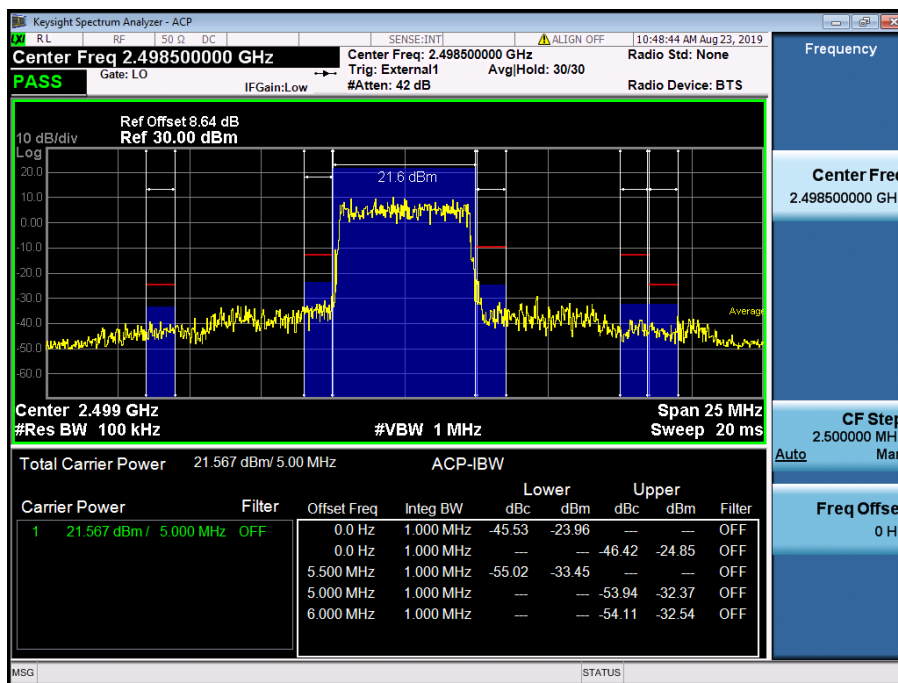 Keysight Spectrum Analyzer - ACP
LXI RL RF 50 Ω DC SENSE:INT ALIGN OFF 10:48:44 AM Aug 23, 2019
Center Freq 2.498500000 GHz
Center Freq: 2.498500000 GHz Radio Std: None
PASS Gate: LO Trig: External1 Avg|Hold: 30/30
IFGain:Low #Atten: 42 dB Radio Device: BTS
Ref Offset 8.64 dB
10 dB/div Ref 30.00 dBm
Log
21.6 dBm
20.0
10.0
0.00
-10.0
-20.0
-30.0
-40.0
-50.0
-60.0
Average
Center 2.499 GHz Span 25 MHz
#Res BW 100 kHz #VBW 1 MHz Sweep 20 ms
Total Carrier Power 21.567 dBm/ 5.00 MHz ACP-IBW
Lower Upper
Carrier Power Filter Offset Freq Integ BW dBc dBm dBc dBm Filter
1 21.567 dBm / 5.000 MHz OFF 0.0 Hz 1.000 MHz -45.53 -23.96 --- --- OFF
0.0 Hz 1.000 MHz --- --- -46.42 -24.85 OFF
5.500 MHz 1.000 MHz -55.02 -33.45 --- --- OFF
5.000 MHz 1.000 MHz --- --- -53.94 -32.37 OFF
6.000 MHz 1.000 MHz --- --- -54.11 -32.54 OFF
MSG STATUS
Frequency
Center Fre
2.498500000 GH
CF Step
2.500000 MH
Auto Ma
Freq Offse
0 H